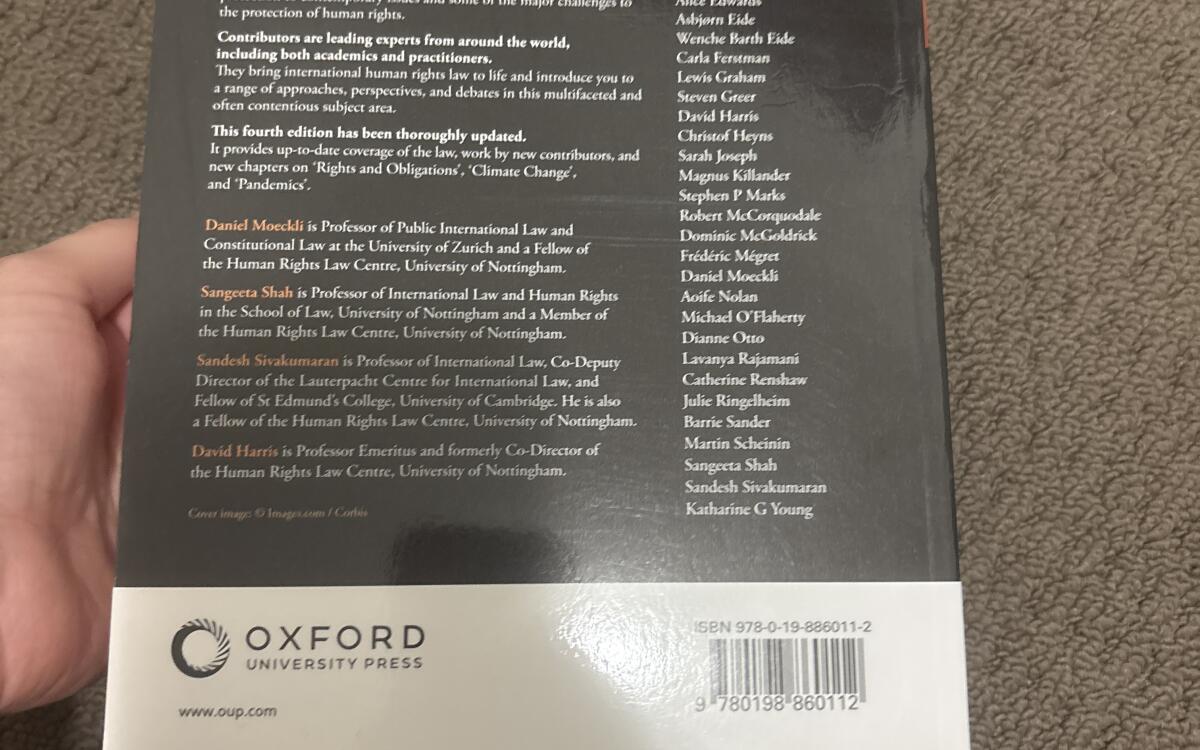 protection to contemporary issues and some of the major challenges to
the protection of human rights.
Contributors are leading experts from around the world,
including both academics and practitioners.
They bring international human rights law to life and introduce you to
a range of approaches, perspectives, and debates in this multifaceted and
often contentious subject area.
This fourth edition has been thoroughly updated.
It provides up-to-date coverage of the law, work by new contributors, and
new chapters on ‘Rights and Obligations’, ‘Climate Change’,
and ‘Pandemics’.
Daniel Moeckli is Professor of Public International Law and
Constitutional Law at the University of Zurich and a Fellow of
the Human Rights Law Centre, University of Nottingham.
Sangeeta Shah is Professor of International Law and Human Rights
in the School of Law, University of Nottingham and a Member of
the Human Rights Law Centre, University of Nottingham.
Sandesh Sivakumaran is Professor of International Law, Co-Deputy
Director of the Lauterpacht Centre for International Law, and
Fellow of St Edmund's College, University of Cambridge. He is also
a Fellow of the Human Rights Law Centre, University of Nottingham.
David Harris is Professor Emeritus and formerly Co-Director of
the Human Rights Law Centre, University of Nottingham.
Cover image: © Images.com / Corbis
Alice Edwards
Asbjørn Eide
Wenche Barth Eide
Carla Ferstman
Lewis Graham
Steven Greer
David Harris
Christof Heyns
Sarah Joseph
Magnus Killander
Stephen P Marks
Robert McCorquodale
Dominic McGoldrick
Frédéric Mégret
Daniel Moeckli
Aoife Nolan
Michael O'Flaherty
Dianne Otto
Lavanya Rajamani
Catherine Renshaw
Julie Ringelheim
Barrie Sander
Martin Scheinin
Sangeeta Shah
Sandesh Sivakumaran
Katharine G Young
OXFORD
UNIVERSITY PRESS
www.oup.com
ISBN 978-0-19-886011-2
9 780198 860112